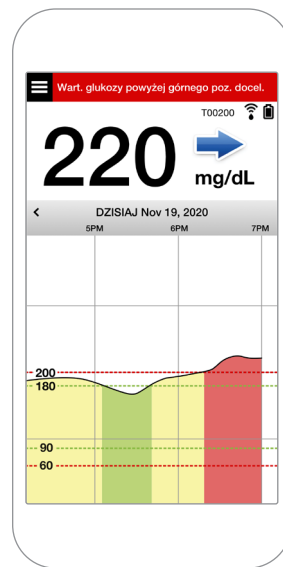 Wart. glukozy powyżej górnego poz. docel.
T00200
220
mg/dL
DZISIAJ Nov 19, 2020
5PM 6PM 7PM
200
180
90
60